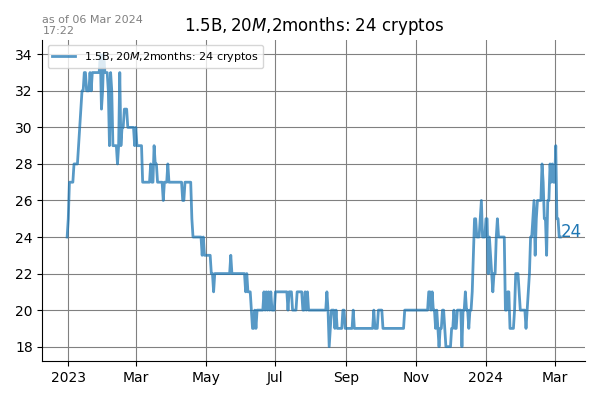 as of 06 Mar 2024
17:22
1.5B, 20M,2months: 24 cryptos
1.5B, 20M,2months: 24 cryptos
34
32
30
28
26
24
22
20
18
24
2023 Mar May Jul Sep Nov 2024 Mar